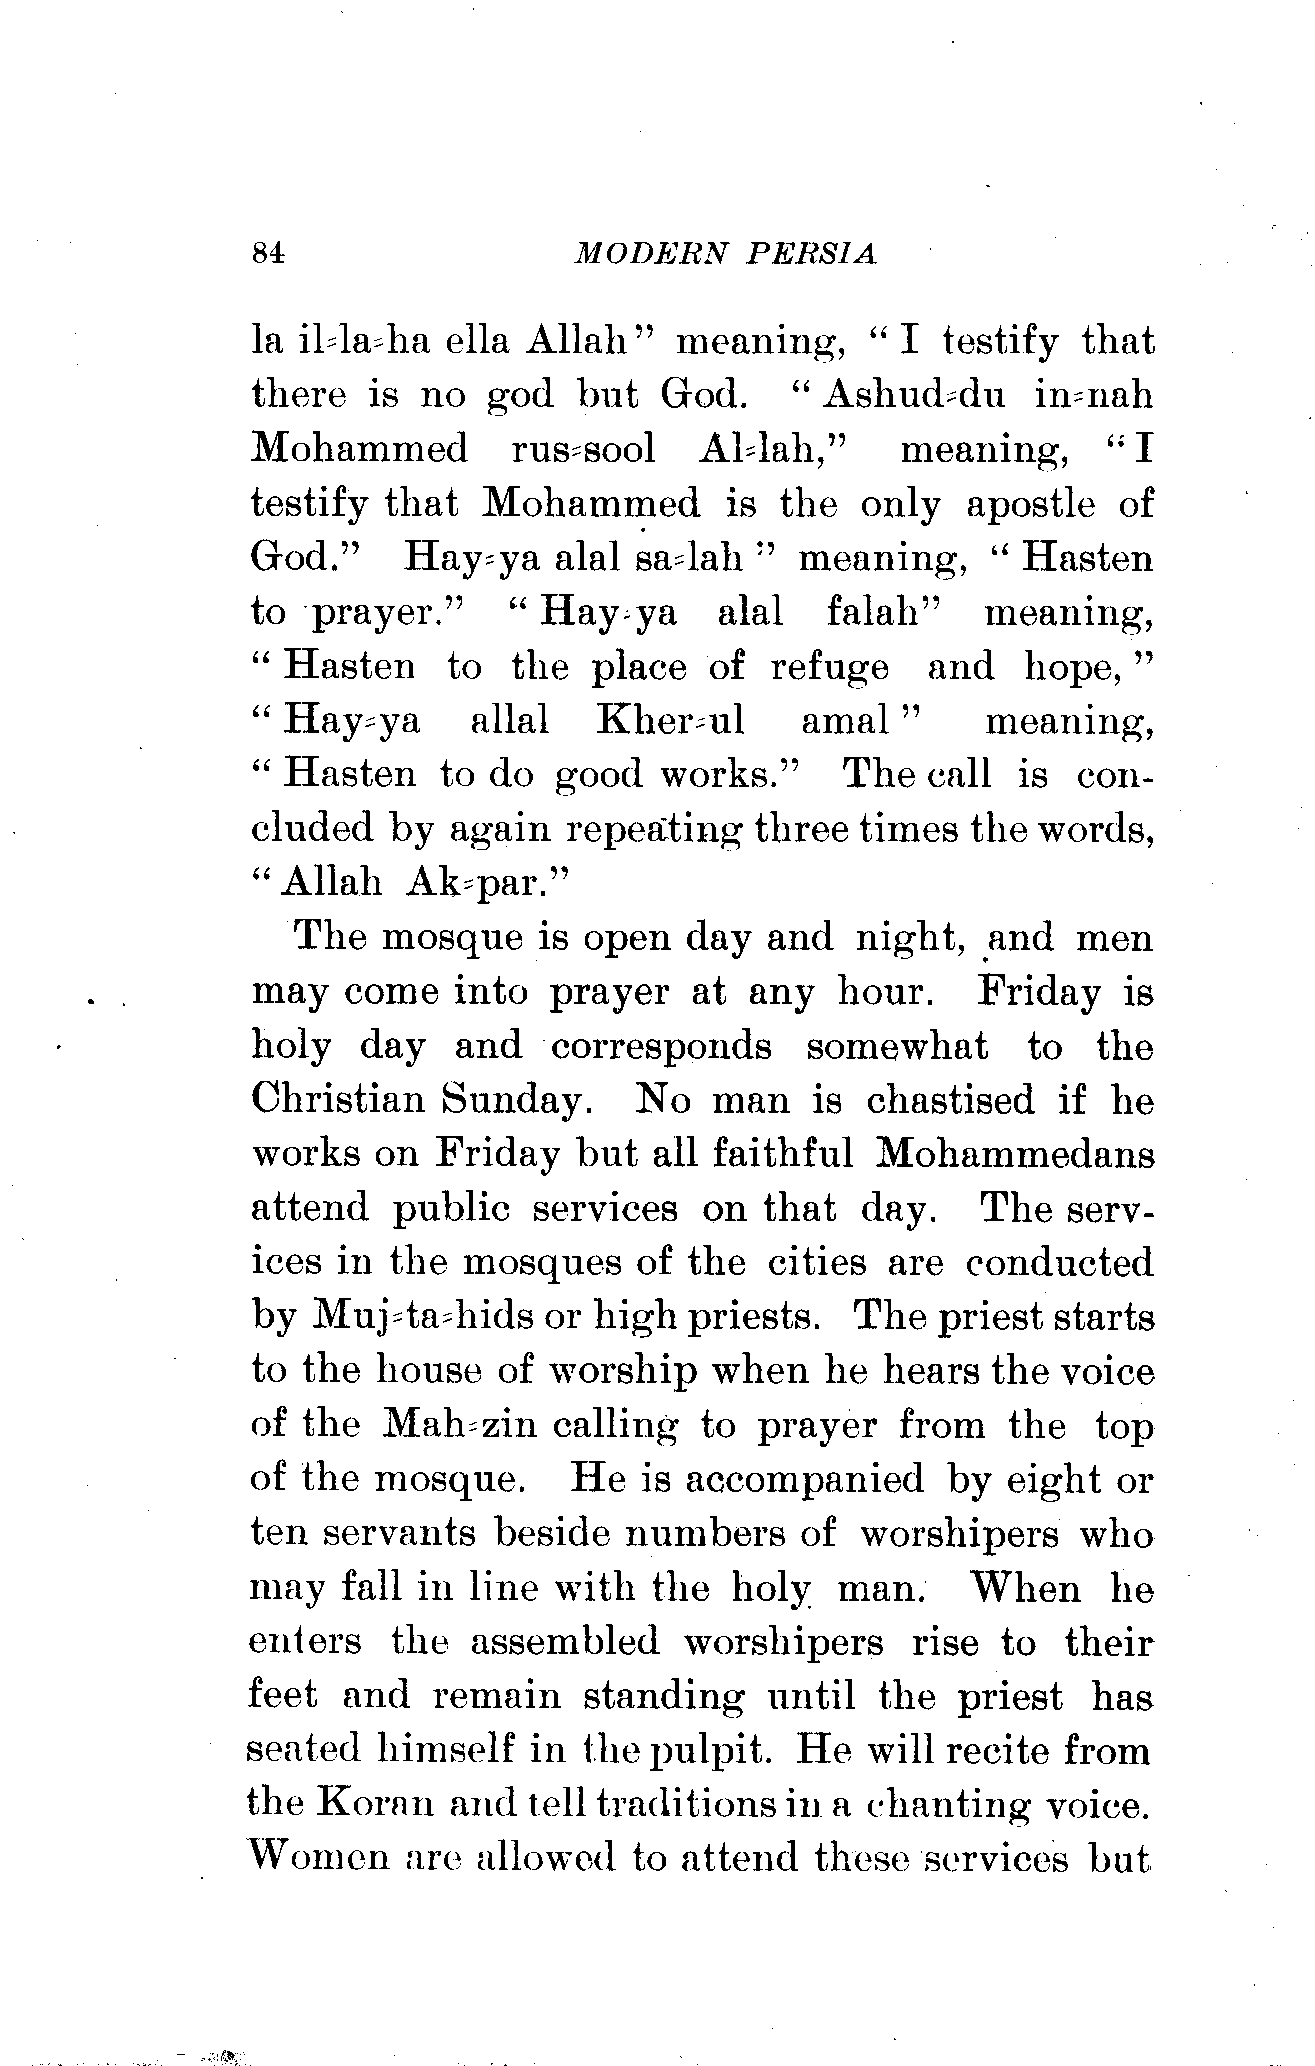 84 MODERN PERSIA
la il-la-ha ella Allah" meaning, "I testify that
there is no god but God. "Ashud-du in-nah
Mohammed rus-sool Al-lah," meaning, "I
testify that Mohammed is the only apostle of
God." Hay-ya alal sa-lah" meaning, "Hasten
to prayer." "Hay-ya alal falah" meaning,
"Hasten to the place of refuge and hope,"
"Hay-ya allal Kher-ul amal" meaning,
"Hasten to do good works." The call is con-
cluded by again repeating three times the words,
"Allah Ak-par."
The mosque is open day and night, and men
may come into prayer at any hour. Friday is
holy day and corresponds somewhat to the
Christian Sunday. No man is chastised if he
works on Friday but all faithful Mohammedans
attend public services on that day. The serv-
ices in the mosques of the cities are conducted
by Muj-ta-hids or high priests. The priest starts
to the house of worship when he hears the voice
of the Mah-zin calling to prayer from the top
of the mosque. He is accompanied by eight or
ten servants beside numbers of worshipers who
may fall in line with the holy man. When he
enters the assembled worshipers rise to their
feet and remain standing until the priest has
seated himself in the pulpit. He will recite from
the Koran and tell traditions in a chanting voice.
Women are allowed to attend these services but